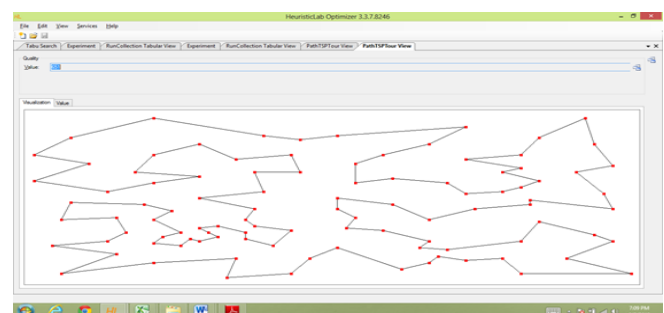 HeuristicLab Optimizer 3.3.7.8246
File Edit View Services Help
Tabu Search Experiment RunCollection Tabular View Experiment RunCollection Tabular View PathTSPTour View PathTSPTour View
Quality
Value:
Visualization Value